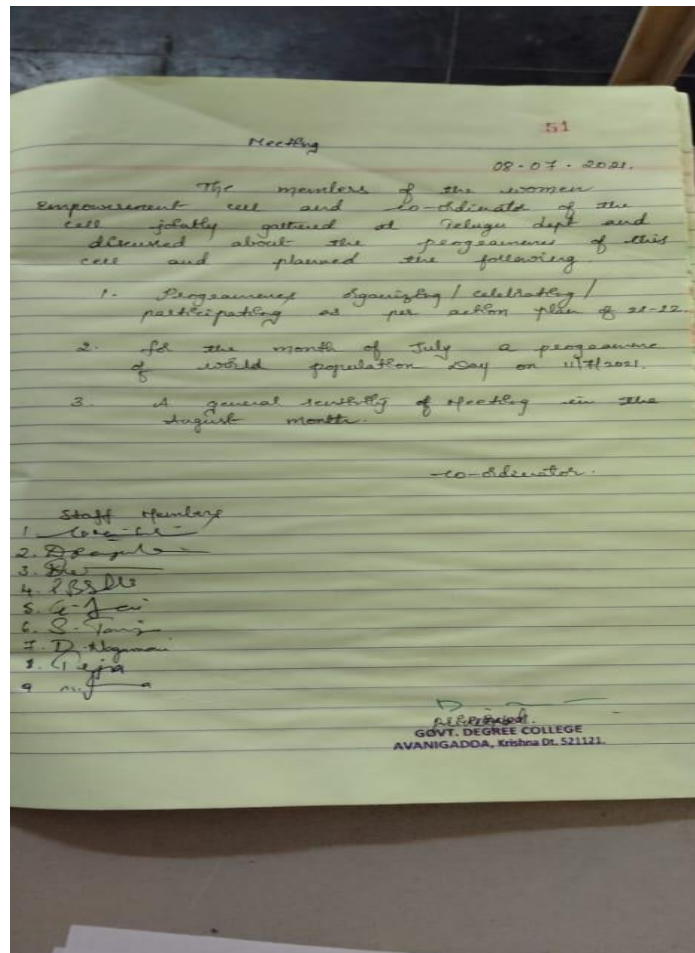 51
Meeting
08-07-2021.
The members of the women
empowerement cell and co-ordinator of the
cell jointly gathered at Telugu dept and
discussed about the programmes of this
cell and planned the following
1. Programmes organizing / celebrating /
participating as per action plan of 21-22.
2. for the month of July a programme
of world population Day on 11/7/2021.
3. A general sensitivity of Meeting in the
August month.
co-ordinator.
Staff Members
1.
2.
3.
4.
5.
6. S.
7. D. Nagamani
8. Teja
9
GOVT. DEGREE COLLEGE
AVANIGADDA, Krishna Dt. 521121.